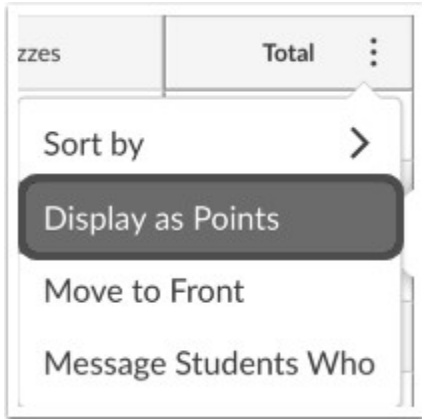 zzes
Total
Sort by
Display as Points
Move to Front
Message Students Who